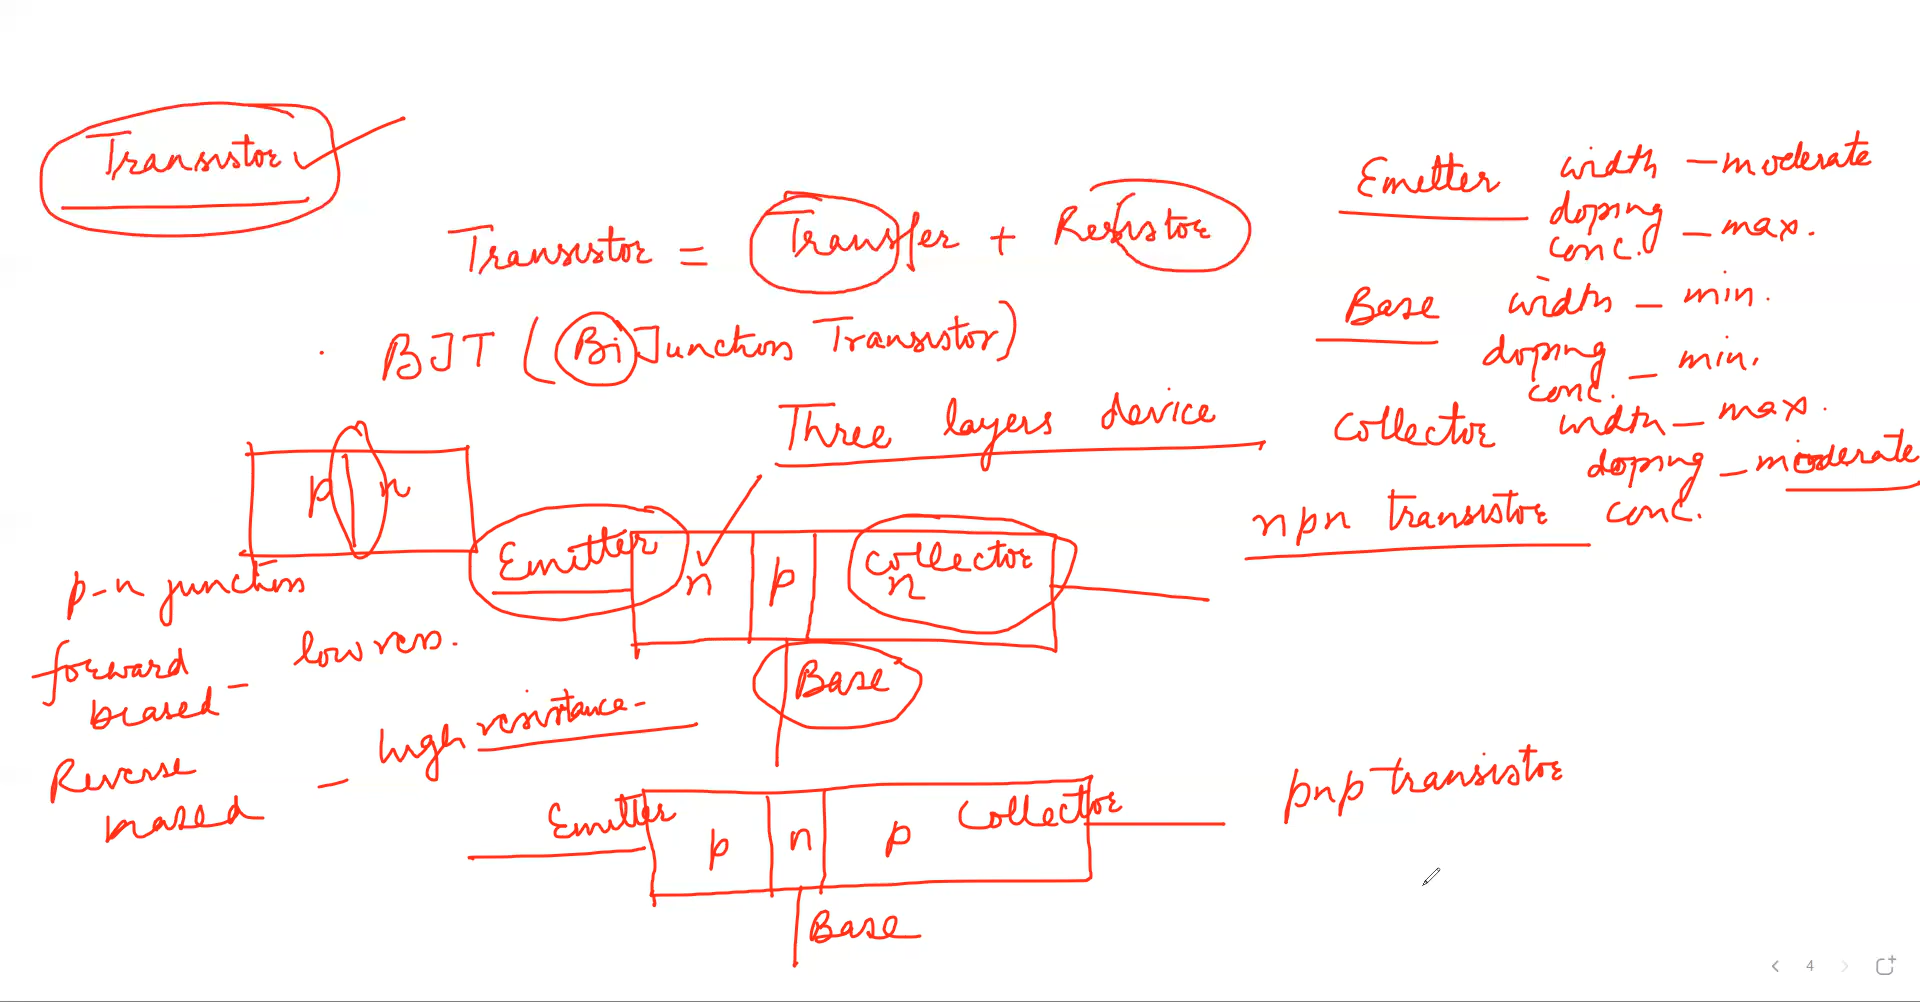 Transistor
Transistor = Transfer + Resistor
BJT (Bi Junction Transistor)
Three layers device
p n
p-n junction
forward biased - low res.
Reverse biased - high resistance -
Emitter n p Collector n
Base
npn transistor
Emitter p n p Collector
Base
pnp transistor
Emetter width - moderate
doping conc. - max.
Base width - min.
doping conc. - min.
Collector width - max.
doping conc. - moderate
4